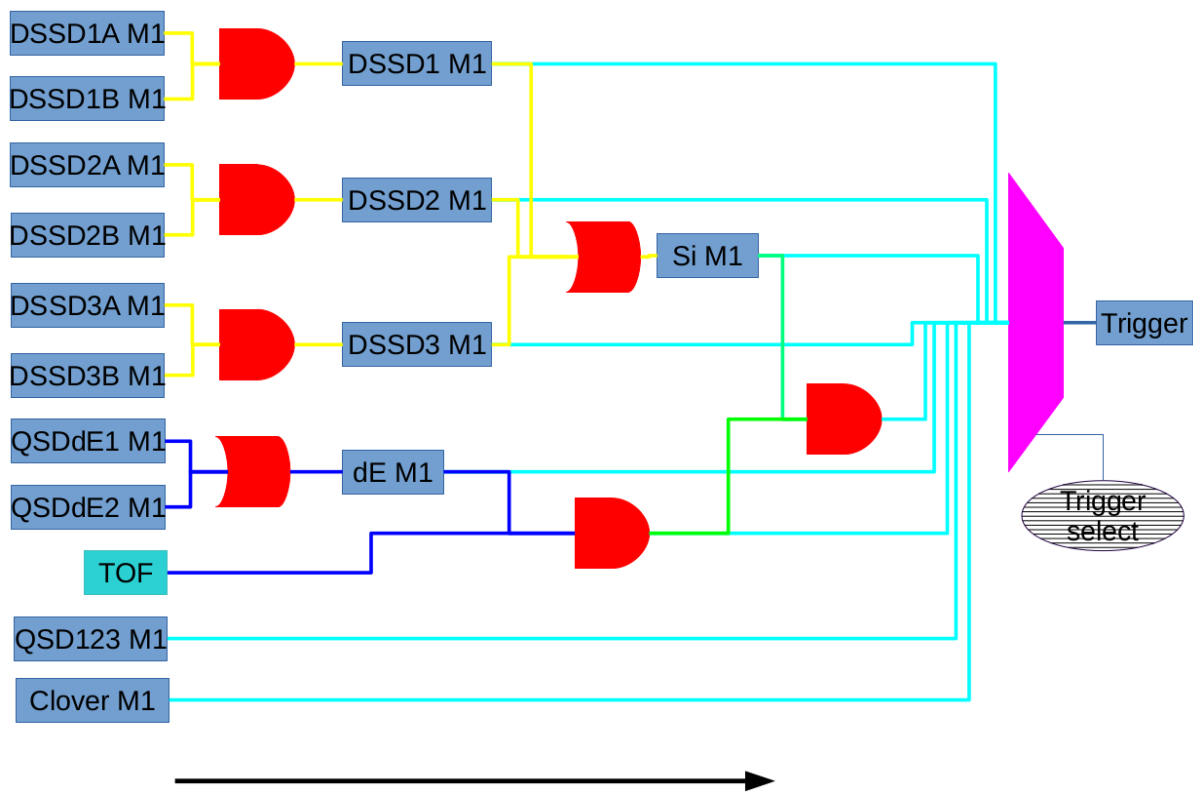 DSSD1A M1
DSSD1B M1
DSSD1 M1
DSSD2A M1
DSSD2B M1
DSSD2 M1
Si M1
DSSD3A M1
DSSD3B M1
DSSD3 M1
Trigger
QSDdE1 M1
QSDdE2 M1
dE M1
Trigger
select
TOF
QSD123 M1
Clover M1